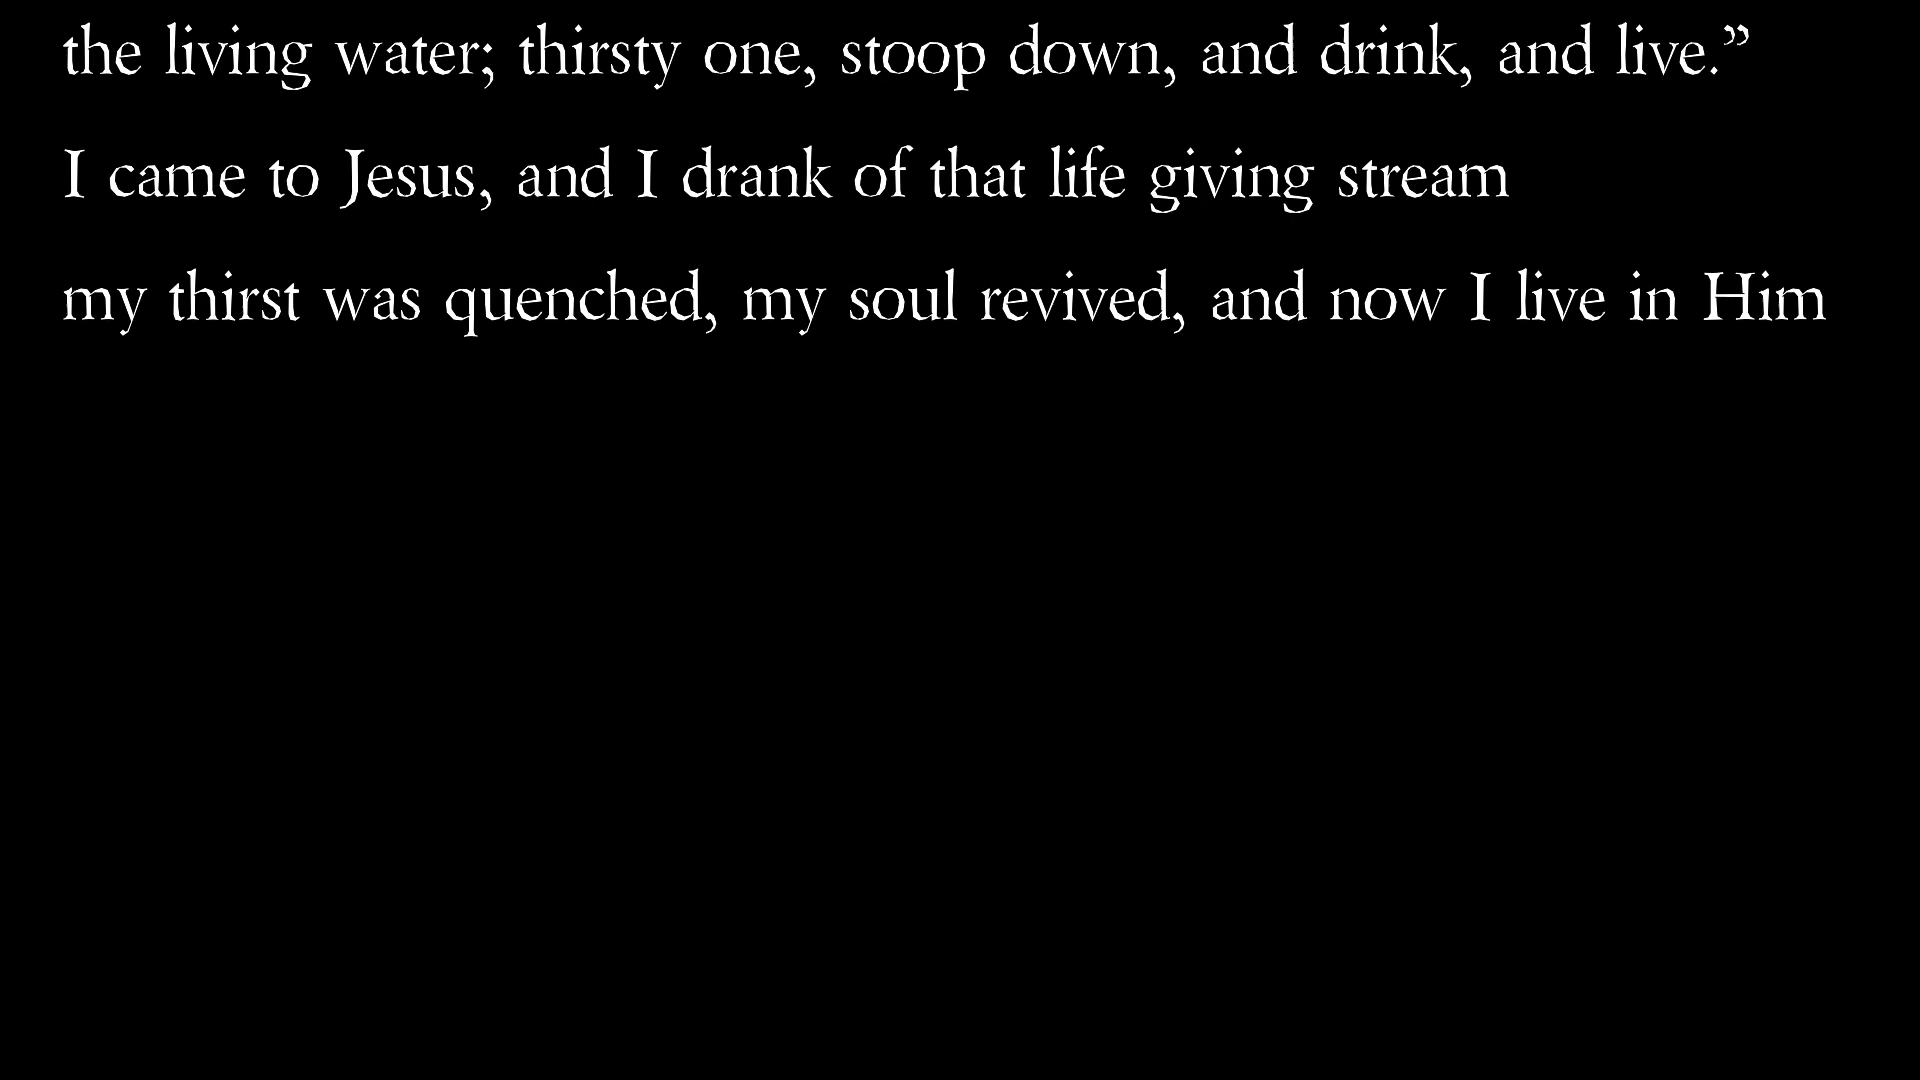 the living water; thirsty one, stoop down, and drink, and live.”
I came to Jesus, and I drank of that life giving stream
my thirst was quenched, my soul revived, and now I live in Him